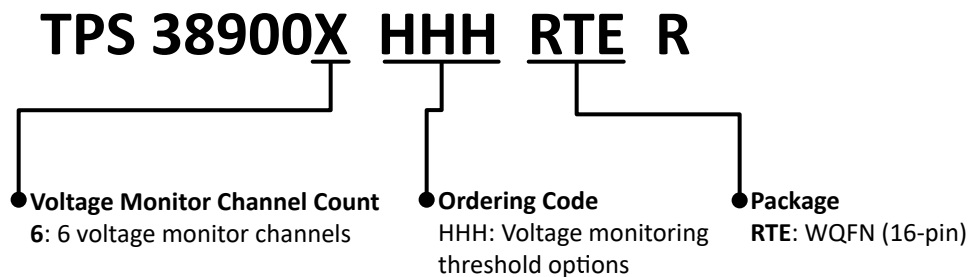 TPS 38900X HHH RTE R
Voltage Monitor Channel Count
6: 6 voltage monitor channels
Ordering Code
HHH: Voltage monitoring
threshold options
Package
RTE: WQFN (16-pin)